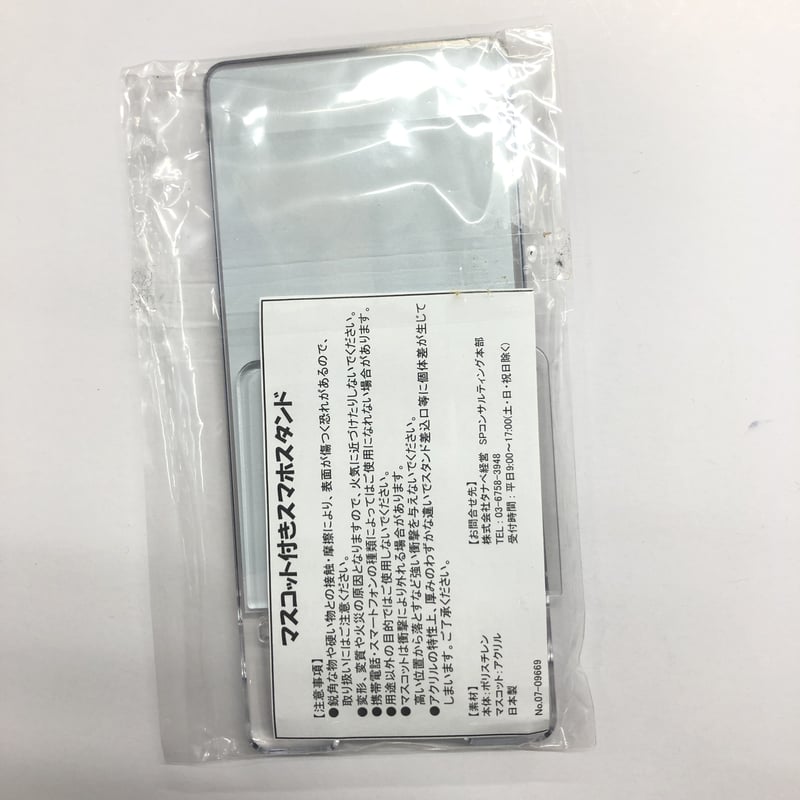 マスコット付きスマホスタンド
【注意事項】
●鋭角な物や硬い物との接触・摩擦により、表面が傷つく恐れがあるので、
取り扱いにはご注意ください。
●変形、変質や火災の原因となりますので、火気に近づけたりしないでください。
●携帯電話・スマートフォンの種類によってはご使用になれない場合があります。
●用途以外の目的ではご使用しないでください。
●マスコットは衝撃により外れる場合があります。
高い位置から落とすなど強い衝撃を与えないでください。
●アクリルの特性上、厚みのわずかな違いでスタンド差込口等に個体差が生じて
しまいます。ご了承ください。
【素材】
本体:ポリスチレン
マスコット:アクリル
日本製
No.07-09669
【お問合せ先】
株式会社タナベ経営 SPコンサルティング本部
TEL:03-6758-3948
受付時間:平日9:00~17:00(土・日・祝日除く)